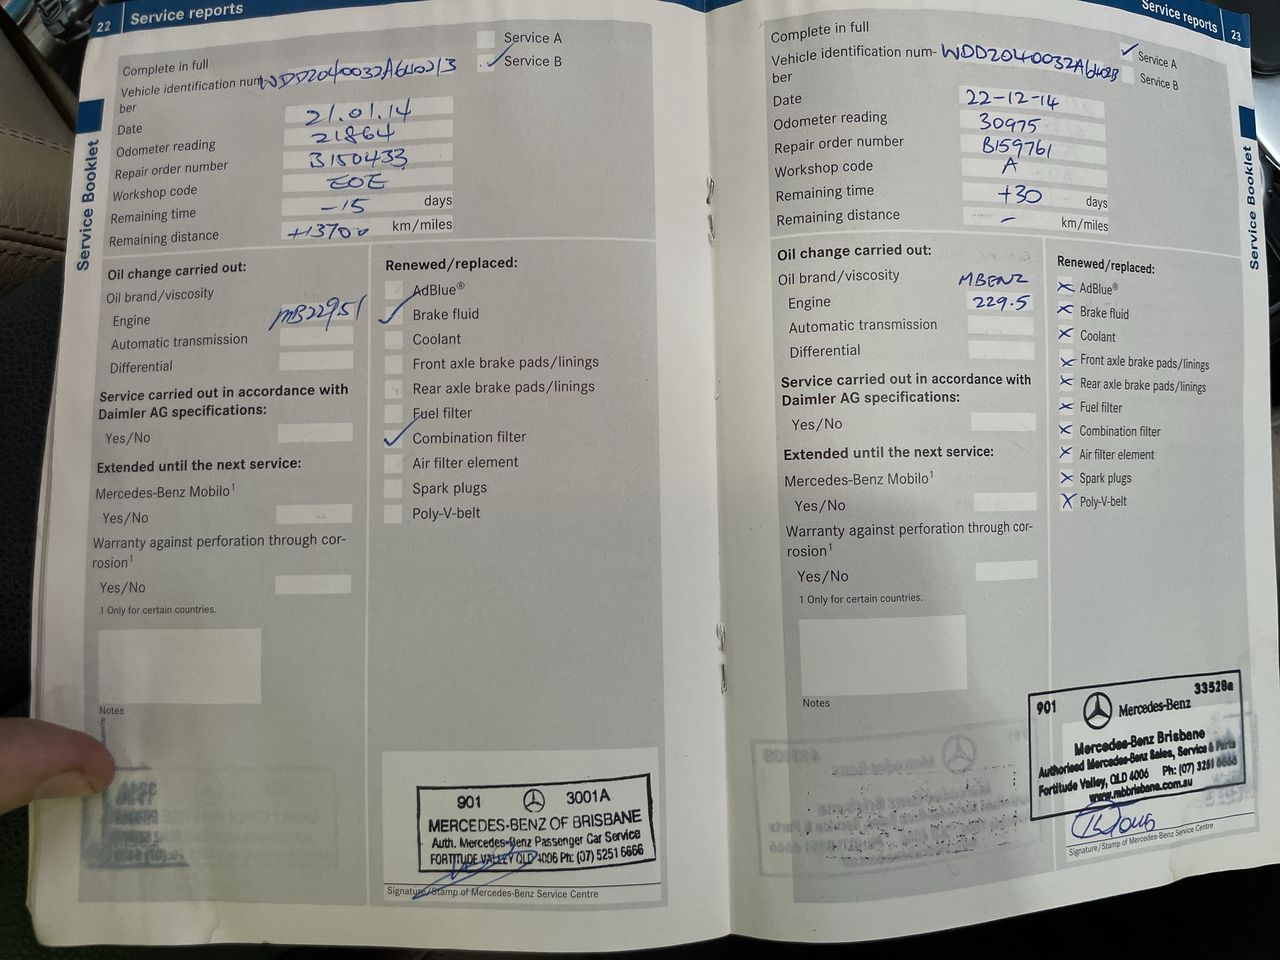 22 Service reports
Complete in full
Service A
Service B
Vehicle identification num- WDD2040032A640213
ber
Date 21.01.14
Odometer reading 21864
Repair order number B150433
Workshop code EOE
Remaining time -15 days
Remaining distance +13700 km/miles
Service Booklet
Oil change carried out:
Oil brand/viscosity
Engine MB229.51
Automatic transmission
Differential
Service carried out in accordance with
Daimler AG specifications:
Yes/No
Extended until the next service:
Mercedes-Benz Mobilo1
Yes/No
Warranty against perforation through cor-
rosion1
Yes/No
1 Only for certain countries.
Notes
Renewed/replaced:
AdBlue®
Brake fluid
Coolant
Front axle brake pads/linings
Rear axle brake pads/linings
Fuel filter
Combination filter
Air filter element
Spark plugs
Poly-V-belt
901 3001A
MERCEDES-BENZ OF BRISBANE
Auth. Mercedes-Benz Passenger Car Service
FORTITUDE VALLEY QLD 4006 Ph: (07) 5251 6666
Signature/Stamp of Mercedes-Benz Service Centre
Service reports 23
Complete in full
Service A
Service B
Vehicle identification num- WDD2040032A640213
ber
Date 22-12-14
Odometer reading 30975
Repair order number B159761
Workshop code A
Remaining time +30 days
Remaining distance - km/miles
Service Booklet
Oil change carried out:
Oil brand/viscosity MBENZ
Engine 229.5
Automatic transmission
Differential
Service carried out in accordance with
Daimler AG specifications:
Yes/No
Extended until the next service:
Mercedes-Benz Mobilo1
Yes/No
Warranty against perforation through cor-
rosion1
Yes/No
1 Only for certain countries.
Notes
Renewed/replaced:
AdBlue®
Brake fluid
Coolant
Front axle brake pads/linings
Rear axle brake pads/linings
Fuel filter
Combination filter
Air filter element
Spark plugs
Poly-V-belt
901 Mercedes-Benz 33528a
Mercedes-Benz Brisbane
Authorised Mercedes-Benz Sales, Service & Parts
Fortitude Valley, QLD 4006 Ph: (07) 3251 6666
www.mbbrisbane.com.au
Signature/Stamp of Mercedes-Benz Service Centre